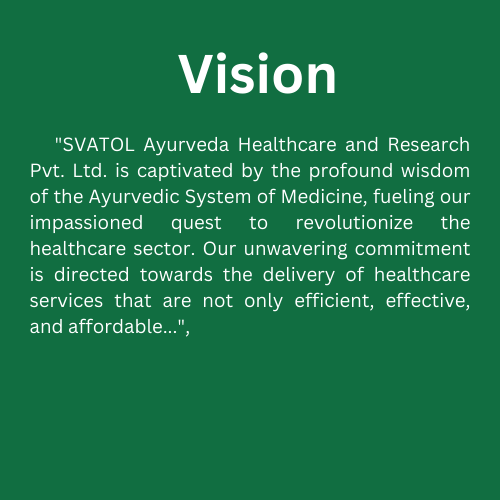 Vision
"SVATOL Ayurveda Healthcare and Research
Pvt. Ltd. is captivated by the profound wisdom
of the Ayurvedic System of Medicine, fueling our
impassioned quest to revolutionize the
healthcare sector. Our unwavering commitment
is directed towards the delivery of healthcare
services that are not only efficient, effective,
and affordable...",